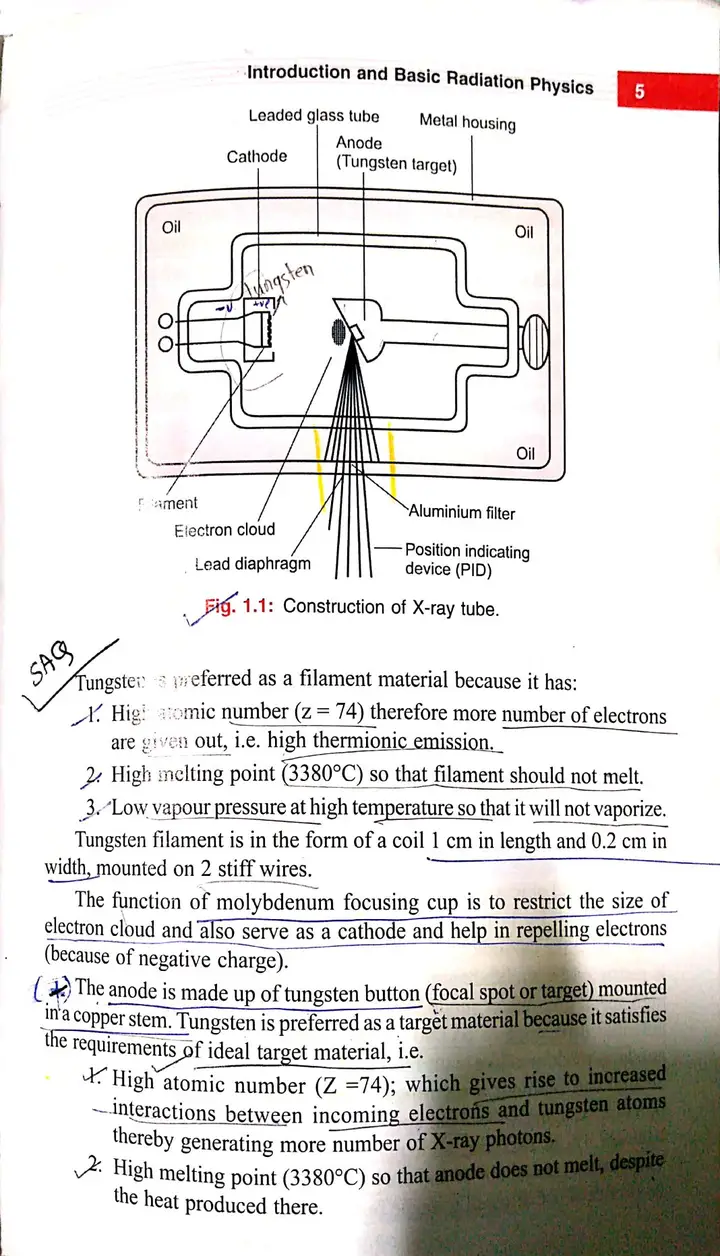 Introduction and Basic Radiation Physics
5
Leaded glass tube
Metal housing
Cathode
Anode
(Tungsten target)
Oil
Oil
Tungsten
-v
+ve
Oil
Filament
Electron cloud
Lead diaphragm
Aluminium filter
Position indicating
device (PID)
Fig. 1.1: Construction of X-ray tube.
SAQ
Tungsten is preferred as a filament material because it has:
1. High atomic number (z = 74) therefore more number of electrons
are given out, i.e. high thermionic emission.
2. High melting point (3380°C) so that filament should not melt.
3. Low vapour pressure at high temperature so that it will not vaporize.
Tungsten filament is in the form of a coil 1 cm in length and 0.2 cm in
width, mounted on 2 stiff wires.
The function of molybdenum focusing cup is to restrict the size of
electron cloud and also serve as a cathode and help in repelling electrons
(because of negative charge).
The anode is made up of tungsten button (focal spot or target) mounted
in a copper stem. Tungsten is preferred as a target material because it satisfies
the requirements of ideal target material, i.e.
1. High atomic number (Z =74); which gives rise to increased
interactions between incoming electrons and tungsten atoms
thereby generating more number of X-ray photons.
2. High melting point (3380°C) so that anode does not melt, despite
the heat produced there.